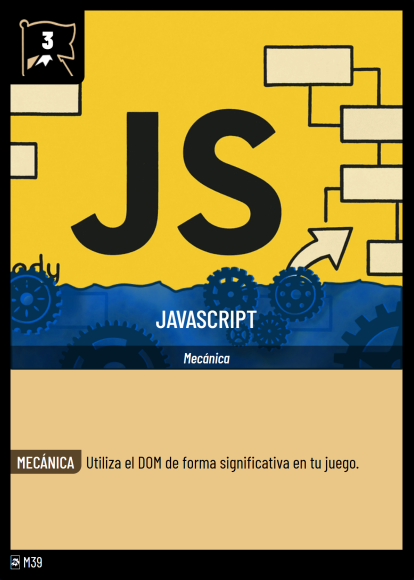 3
JS
ody
JAVASCRIPT
Mecánica
MECÁNICA Utiliza el DOM de forma significativa en tu juego.
M39